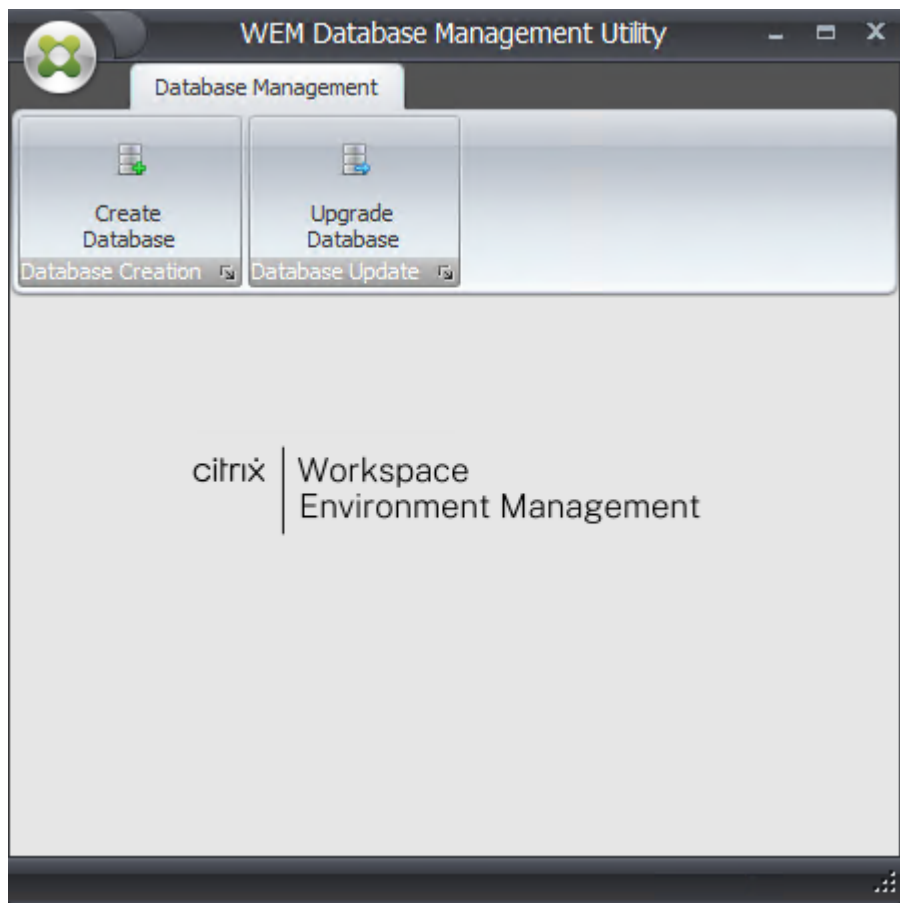 WEM Database Management Utility
Database Management
Create
Database
Upgrade
Database
Database Creation
Database Update
citrix
Workspace
Environment Management